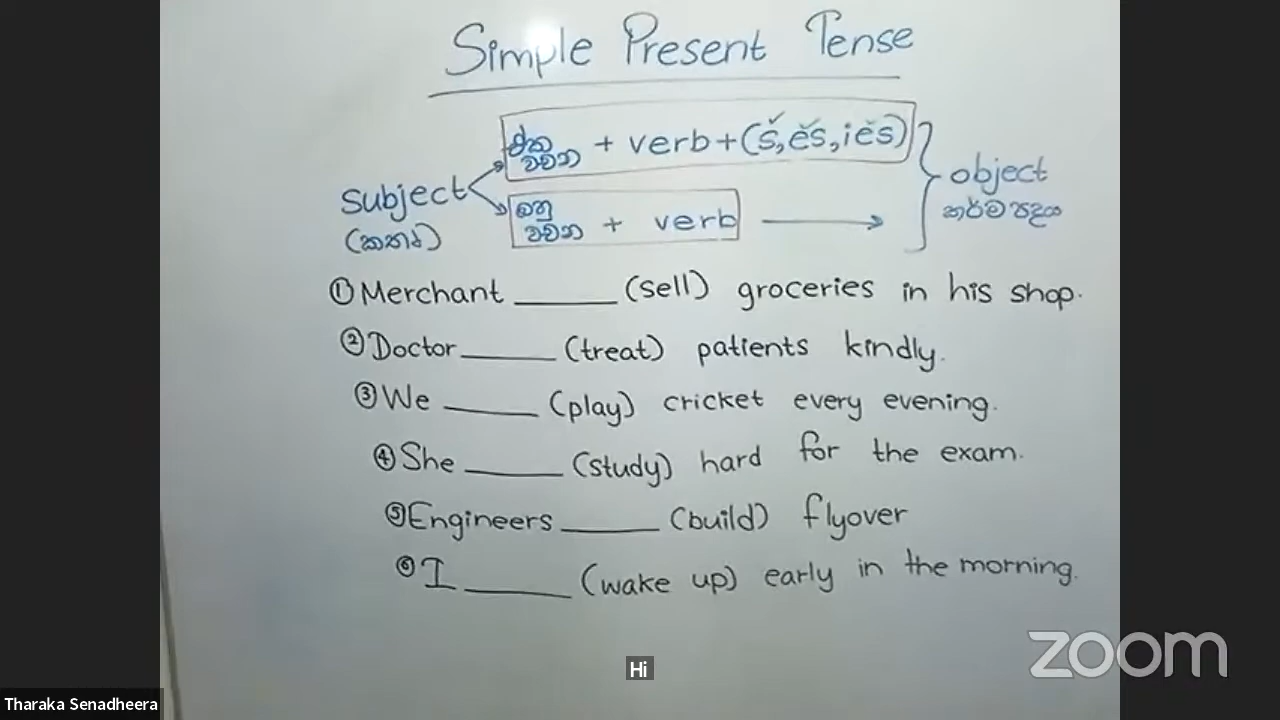 Simple Present Tense
ඒක වචන + verb+(s, es, ies)
subject
(කතෘ)
object
කර්ම පදය
බහු වචන + verb
① Merchant ______ (sell) groceries in his shop.
② Doctor ______ (treat) patients kindly.
③ We ______ (play) cricket every evening.
④ She ______ (study) hard for the exam.
⑤ Engineers ______ (build) flyover
⑥ I ______ (wake up) early in the morning.
zoom
Hi
Tharaka Senadheera